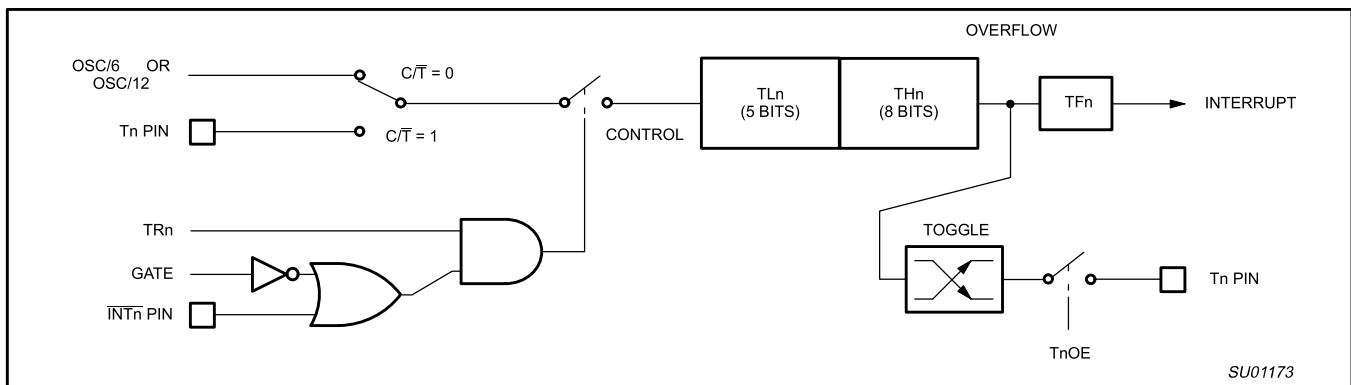 OVERFLOW
OSC/6 OR
OSC/12
C/T̅ = 0
TLn
(5 BITS)
THn
(8 BITS)
TFn
INTERRUPT
Tn PIN
C/T̅ = 1
CONTROL
TRn
TOGGLE
GATE
Tn PIN
I̅N̅T̅n̅ PIN
TnOE
SU01173